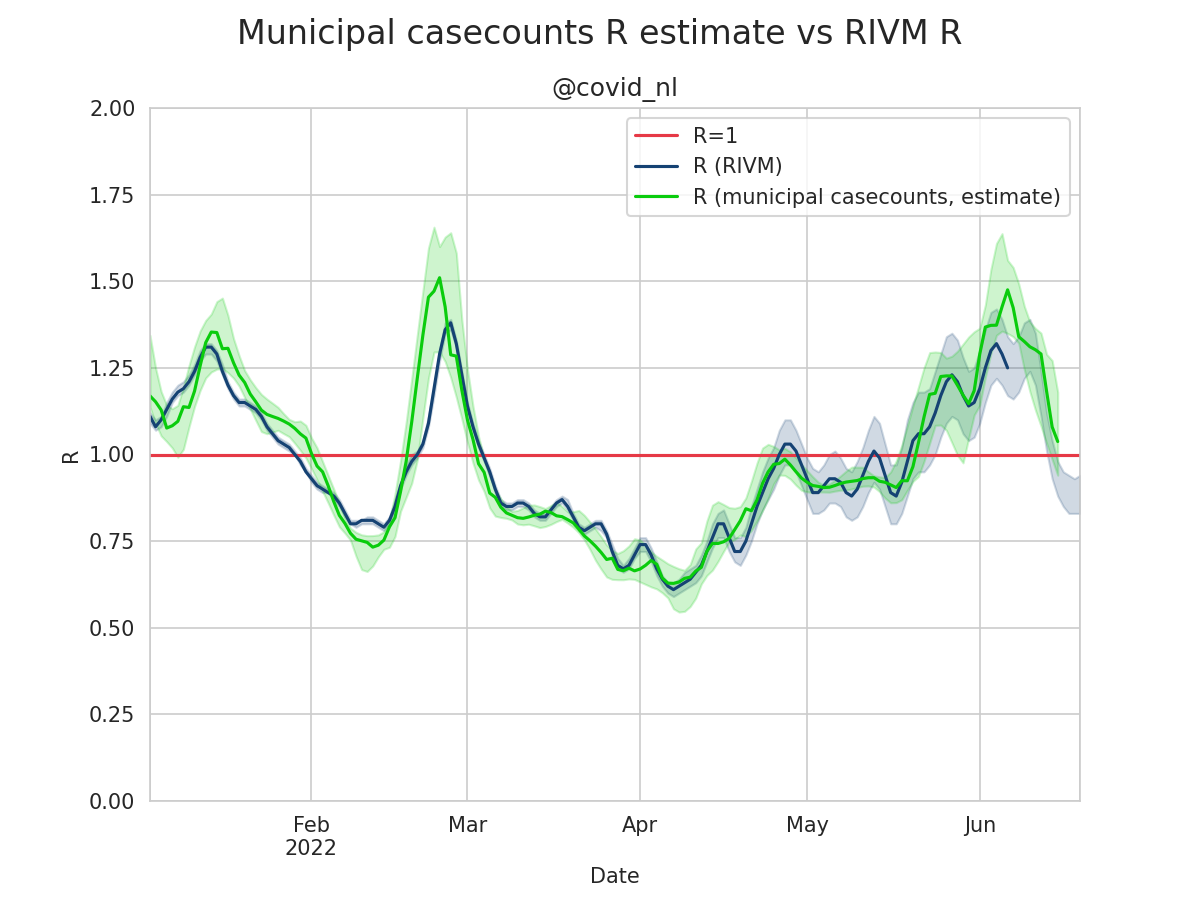 Municipal casecounts R estimate vs RIVM R
@covid_nl
R=1
R (RIVM)
R (municipal casecounts, estimate)
2.00
1.75
1.50
1.25
1.00
0.75
0.50
0.25
0.00
R
Feb Mar Apr May Jun
2022
Date